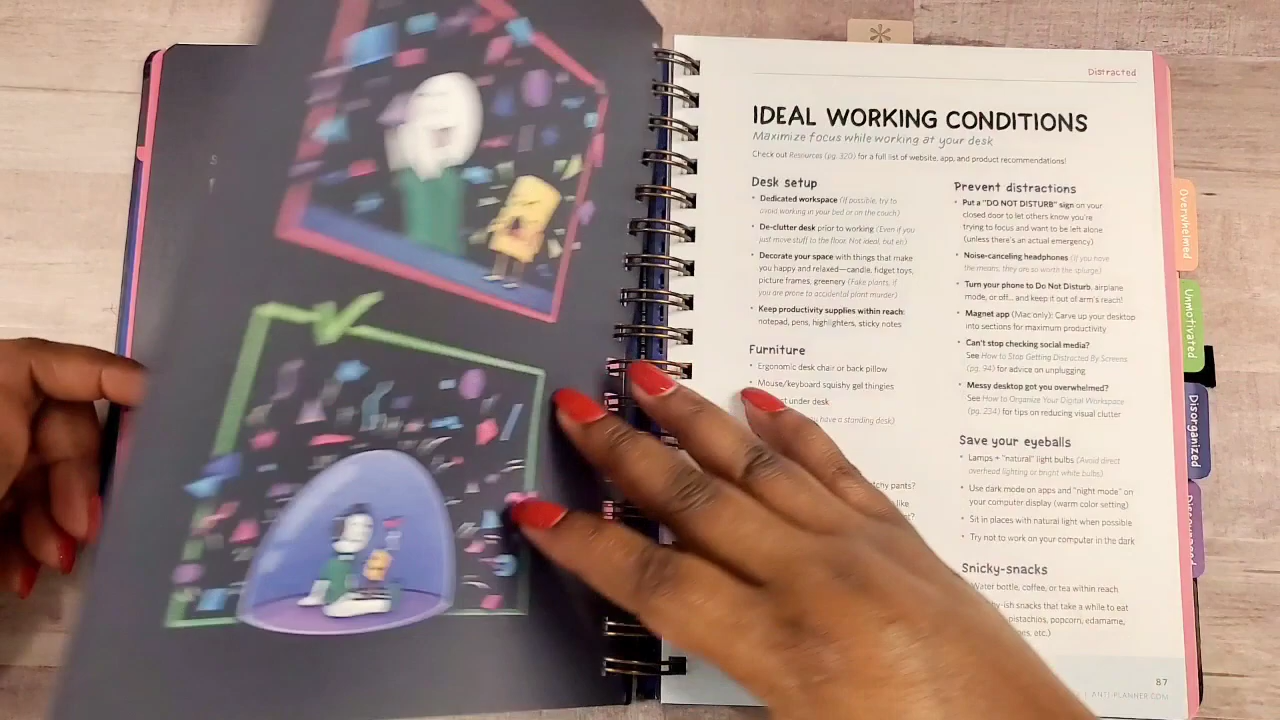 Distracted
IDEAL WORKING CONDITIONS
Maximize focus while working at your desk
Check out Resources (pg. 320) for a full list of website, app, and product recommendations!
Desk setup
• Dedicated workspace (If possible, try to
avoid working in your bed or on the couch)
• De-clutter desk prior to working (Even if you
just move stuff to the floor. Not ideal, but eh)
• Decorate your space with things that make
you happy and relaxed—candle, fidget toys,
picture frames, greenery (Fake plants, if
you are prone to accidental plant murder)
• Keep productivity supplies within reach:
notepad, pens, highlighters, sticky notes
Furniture
• Ergonomic desk chair or back pillow
• Mouse/keyboard squishy gel thingies
under desk
have a standing desk)
pants?
like
Prevent distractions
• Put a "DO NOT DISTURB" sign on your
closed door to let others know you're
trying to focus and want to be left alone
(unless there's an actual emergency)
• Noise-canceling headphones (if you have
the means, they are so worth the splurge)
• Turn your phone to Do Not Disturb, airplane
mode, or off... and keep it out of arm's reach!
• Magnet app (Mac only): Carve up your desktop
into sections for maximum productivity
• Can't stop checking social media?
See How to Stop Getting Distracted By Screens
(pg. 94) for advice on unplugging
• Messy desktop got you overwhelmed?
See How to Organize Your Digital Workspace
(pg. 234) for tips on reducing visual clutter
Save your eyeballs
• Lamps + "natural" light bulbs (Avoid direct
overhead lighting or bright white bulbs)
• Use dark mode on apps and "night mode" on
your computer display (warm color setting)
• Sit in places with natural light when possible
• Try not to work on your computer in the dark
Snicky-snacks
Water bottle, coffee, or tea within reach
snacks that take a while to eat
pistachios, popcorn, edamame,
etc.)
87
| ANTI-PLANNER.COM
Overwhelmed
Unmotivated
Disorganized